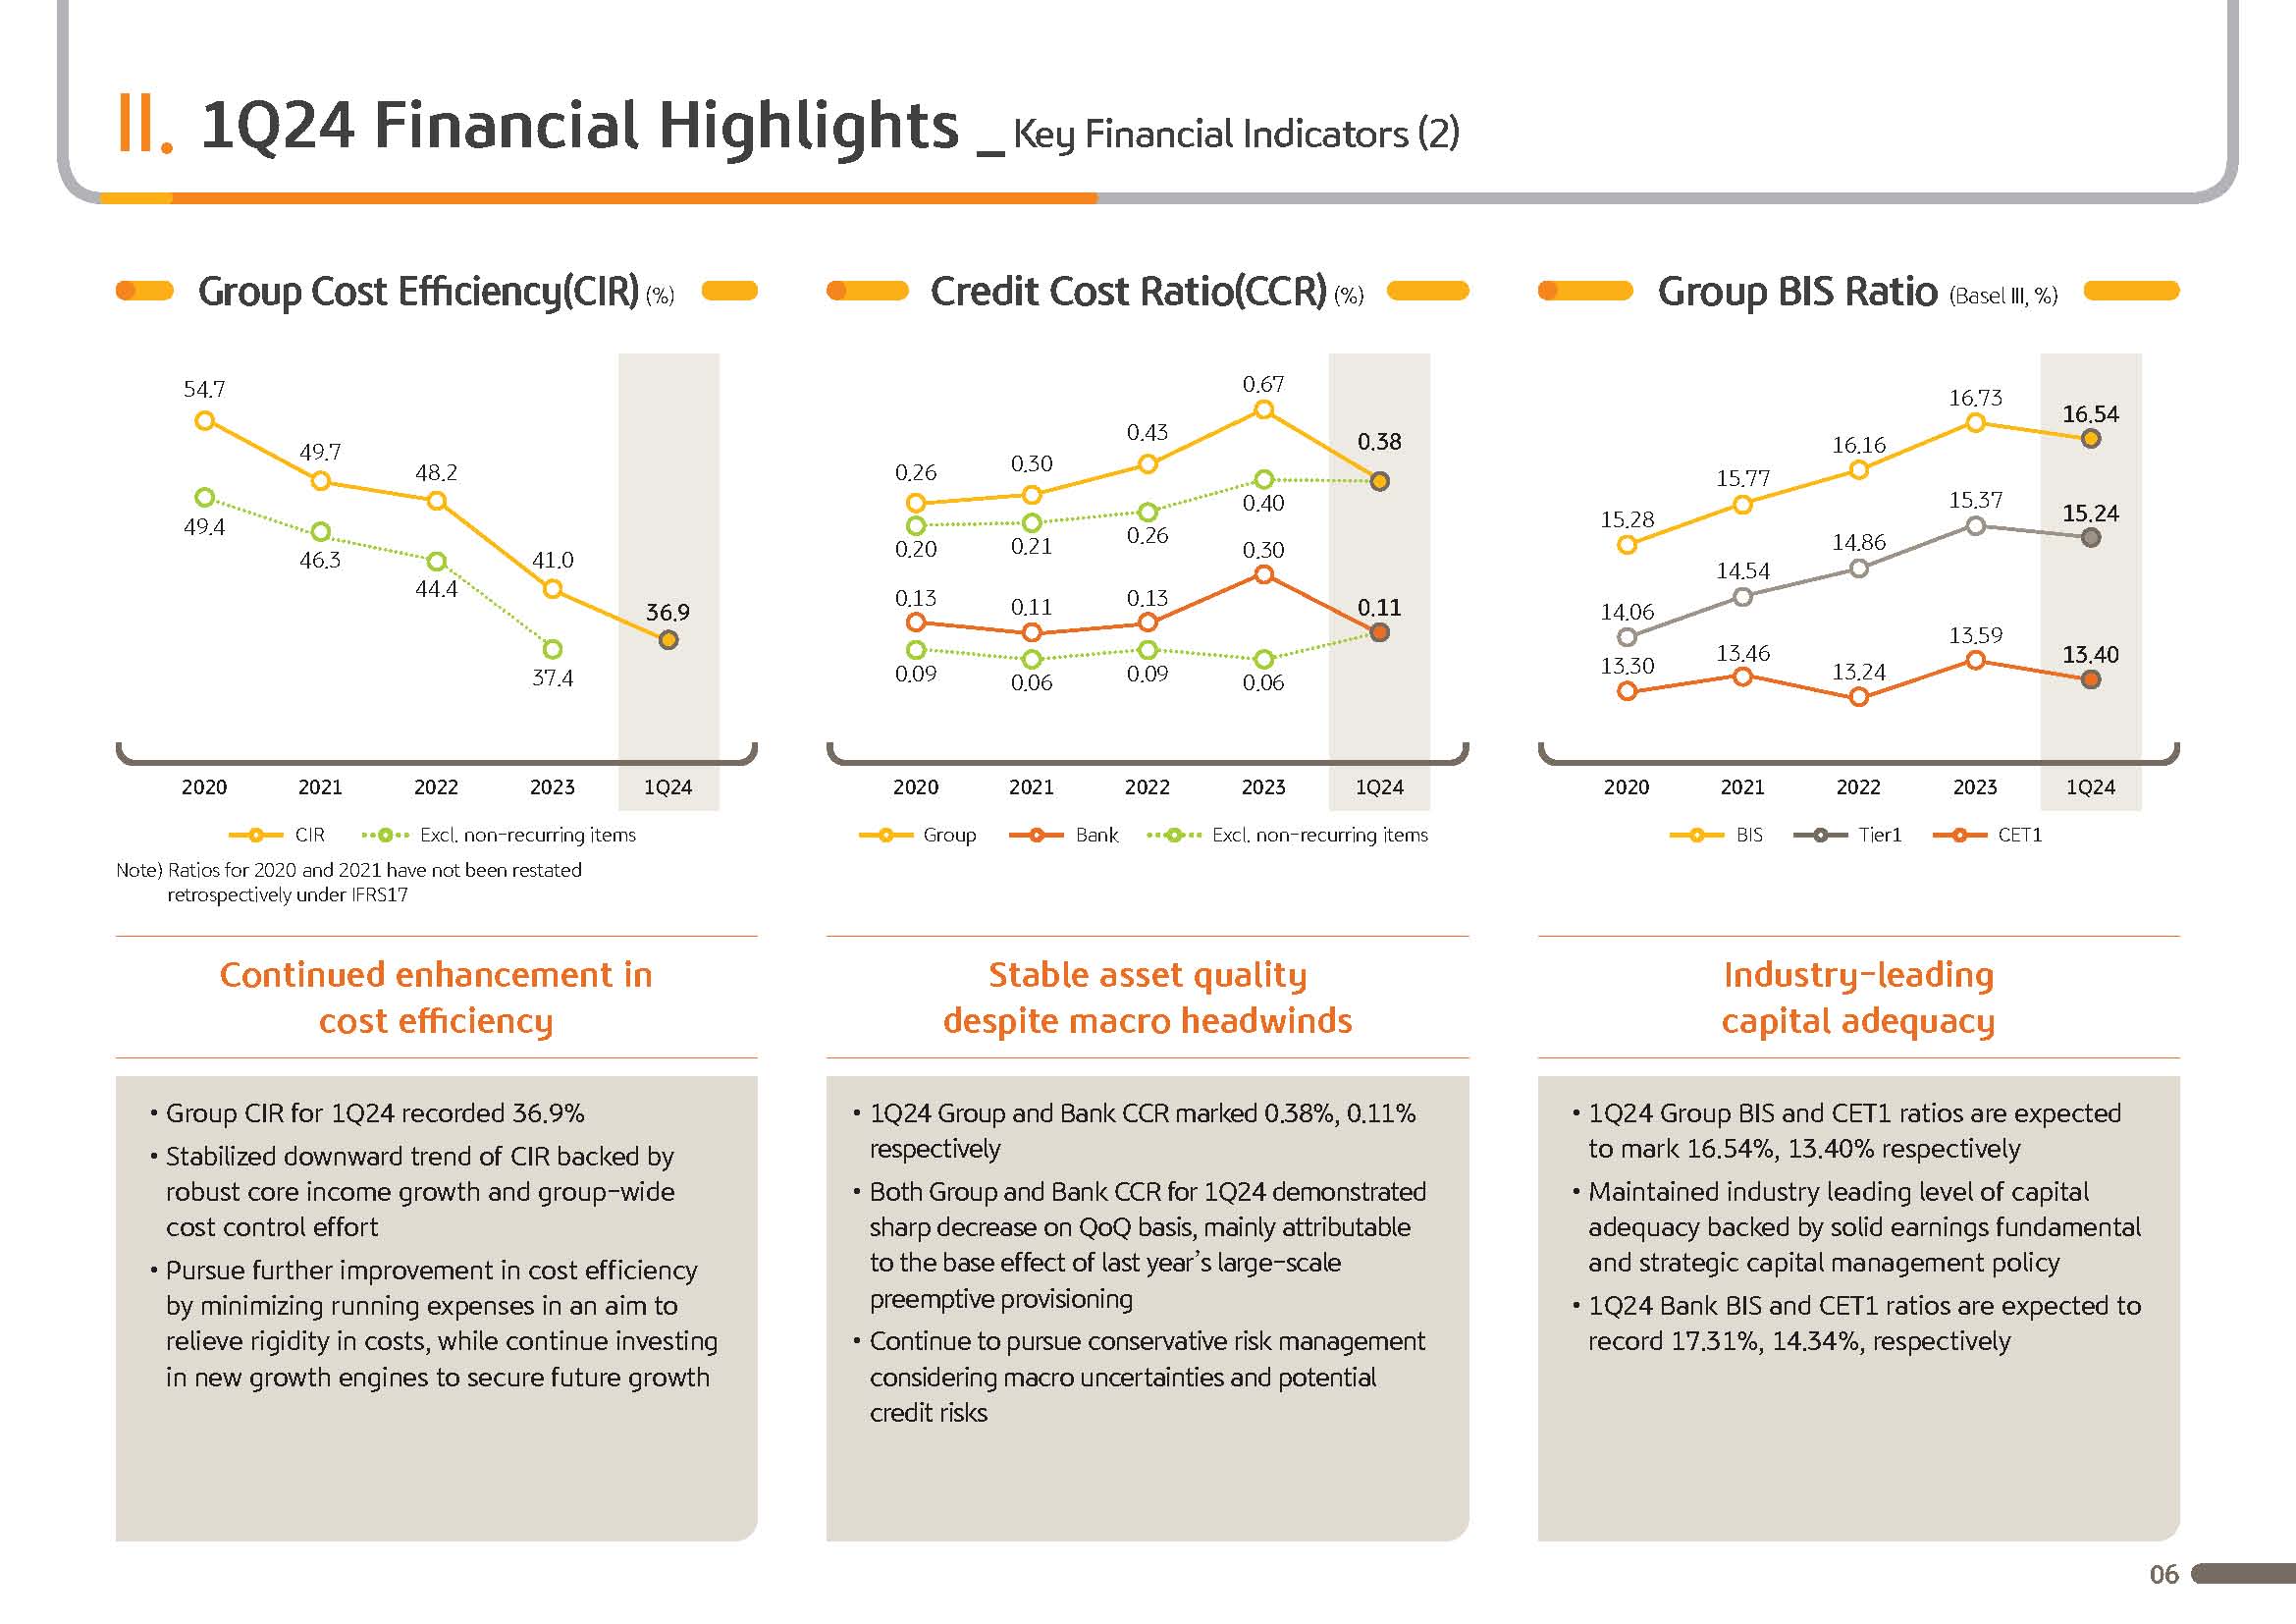 II. 1Q24 Financial Highlights _ Key Financial Indicators (2)
Group Cost Efficiency(CIR) (%)
54.7
49.7
48.2
41.0
36.9
49.4
46.3
44.4
37.4
2020 2021 2022 2023 1Q24
CIR Excl. non-recurring items
Note) Ratios for 2020 and 2021 have not been restated
retrospectively under IFRS17
Continued enhancement in
cost efficiency
• Group CIR for 1Q24 recorded 36.9%
• Stabilized downward trend of CIR backed by
robust core income growth and group-wide
cost control effort
• Pursue further improvement in cost efficiency
by minimizing running expenses in an aim to
relieve rigidity in costs, while continue investing
in new growth engines to secure future growth
Credit Cost Ratio(CCR) (%)
0.26
0.30
0.43
0.67
0.38
0.20
0.21
0.26
0.40
0.13
0.11
0.13
0.30
0.11
0.09
0.06
0.09
0.06
2020 2021 2022 2023 1Q24
Group Bank Excl. non-recurring items
Stable asset quality
despite macro headwinds
• 1Q24 Group and Bank CCR marked 0.38%, 0.11%
respectively
• Both Group and Bank CCR for 1Q24 demonstrated
sharp decrease on QoQ basis, mainly attributable
to the base effect of last year's large-scale
preemptive provisioning
• Continue to pursue conservative risk management
considering macro uncertainties and potential
credit risks
Group BIS Ratio (Basel III, %)
15.28
15.77
16.16
16.73
16.54
14.06
14.54
14.86
15.37
15.24
13.30
13.46
13.24
13.59
13.40
2020 2021 2022 2023 1Q24
BIS Tier1 CET1
Industry-leading
capital adequacy
• 1Q24 Group BIS and CET1 ratios are expected
to mark 16.54%, 13.40% respectively
• Maintained industry leading level of capital
adequacy backed by solid earnings fundamental
and strategic capital management policy
• 1Q24 Bank BIS and CET1 ratios are expected to
record 17.31%, 14.34%, respectively
06